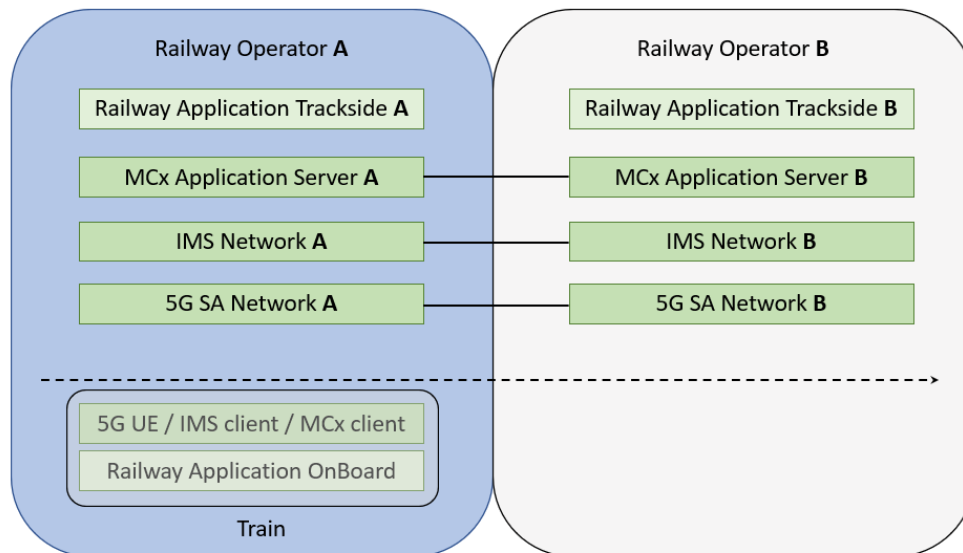 Railway Operator A
Railway Operator B
Railway Application Trackside A
Railway Application Trackside B
MCx Application Server A
MCx Application Server B
IMS Network A
IMS Network B
5G SA Network A
5G SA Network B
5G UE / IMS client / MCx client
Railway Application OnBoard
Train